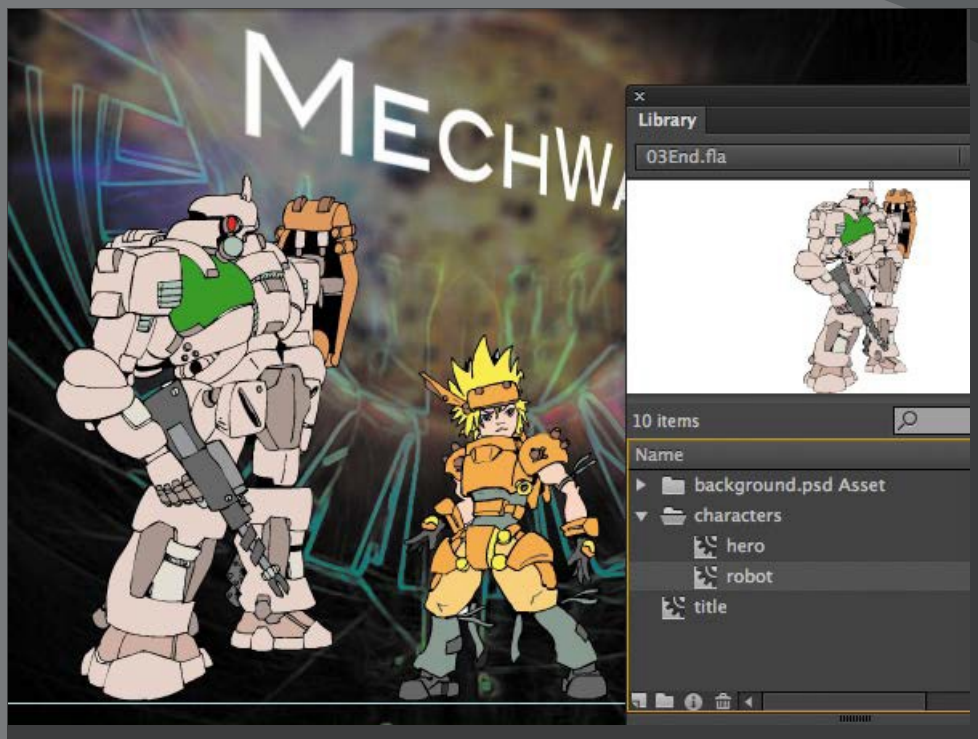 MECHWA
Library
03End.fla
10 items
Name
background.psd Asset
characters
hero
robot
title